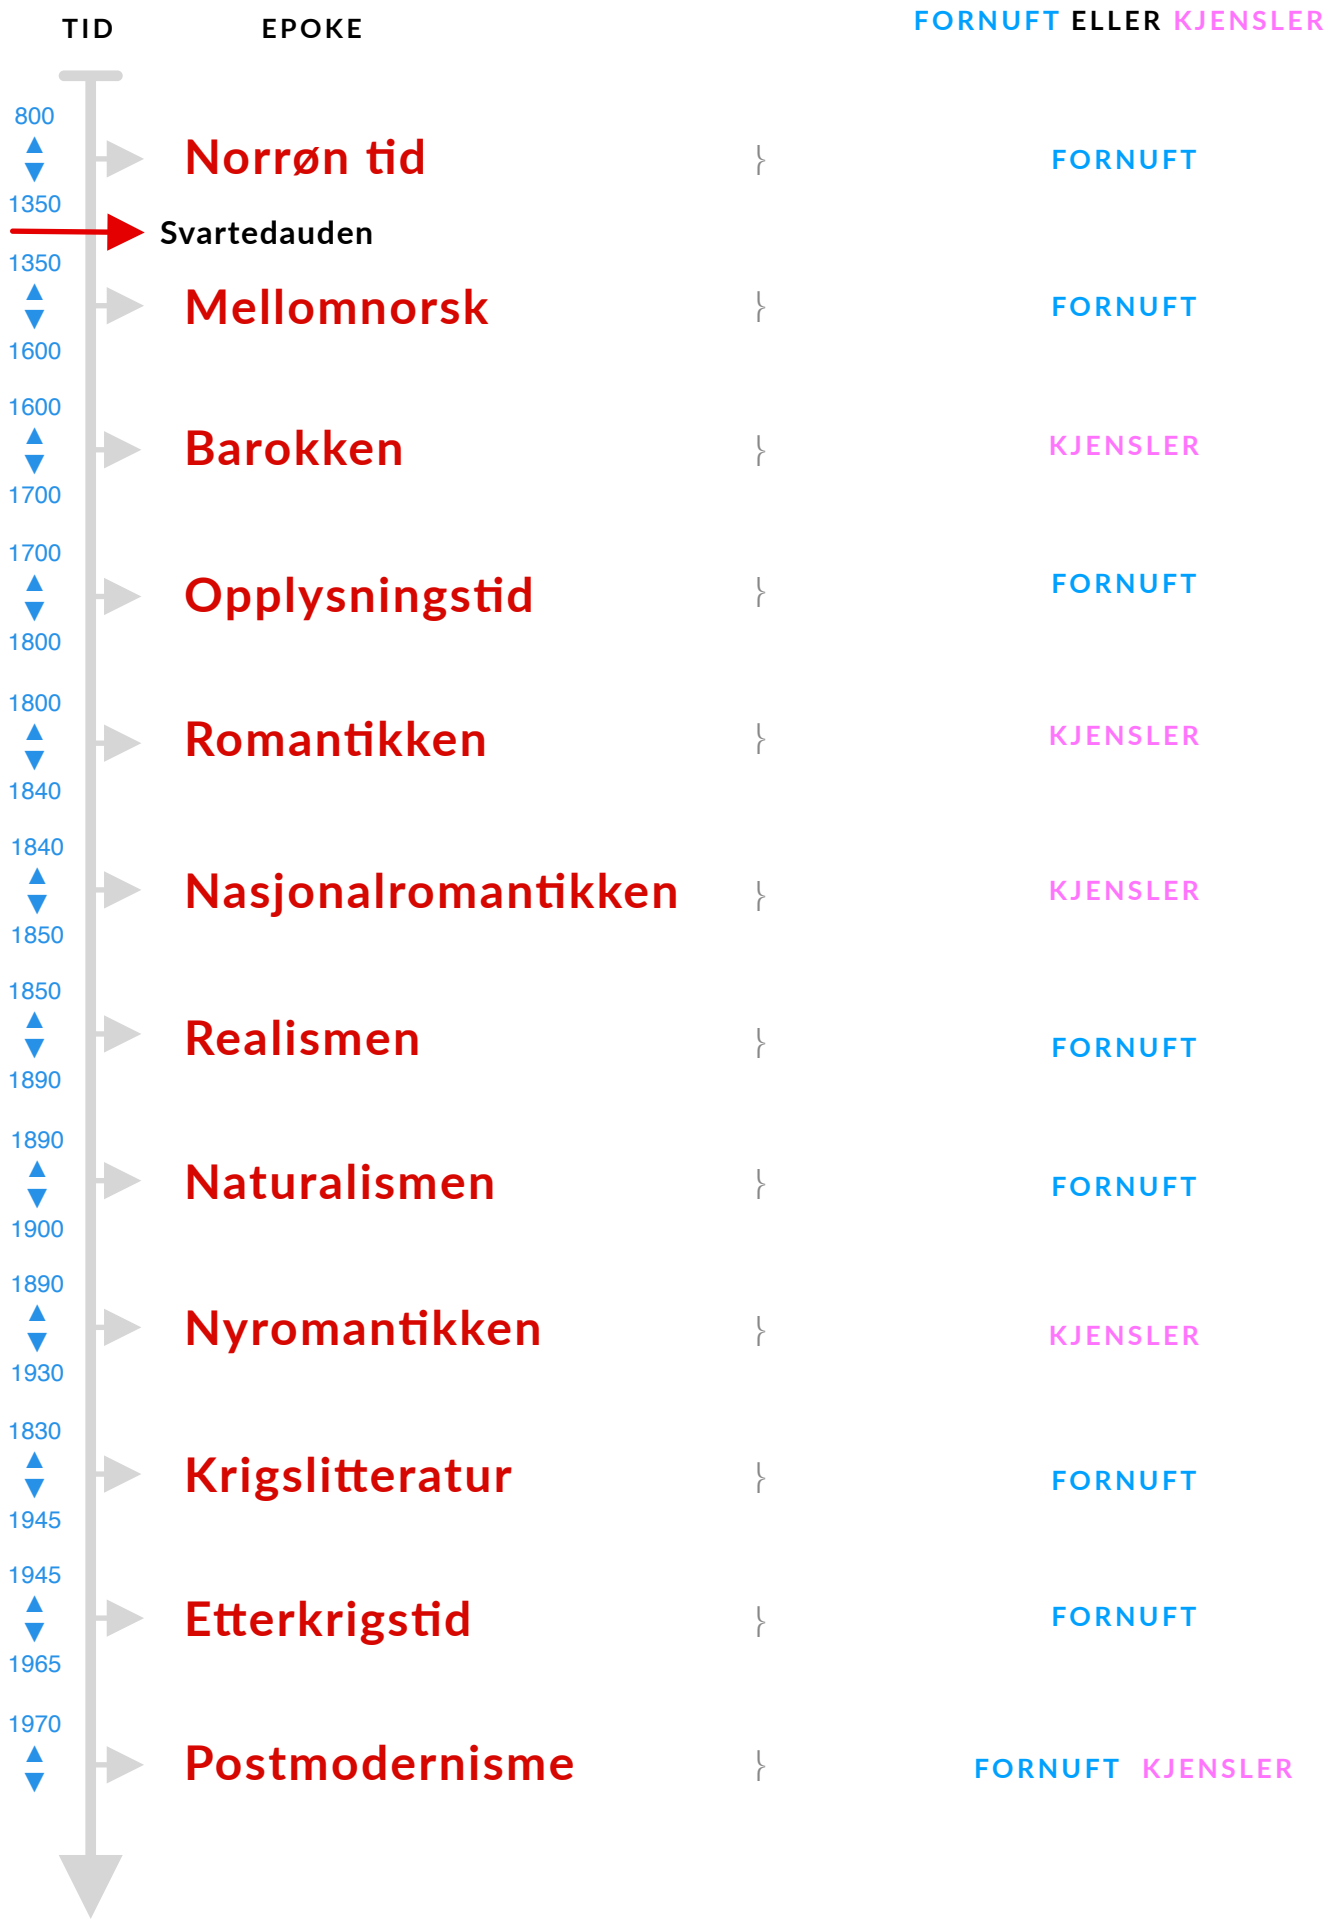 TID EPOKE FORNUFT ELLER KJENSLER
800
Norrøn tid } FORNUFT
1350
Svartedauden
1350
Mellomnorsk } FORNUFT
1600
1600
Barokken } KJENSLER
1700
1700
Opplysningstid } FORNUFT
1800
1800
Romantikken } KJENSLER
1840
1840
Nasjonalromantikken } KJENSLER
1850
1850
Realismen } FORNUFT
1890
1890
Naturalismen } FORNUFT
1900
1890
Nyromantikken } KJENSLER
1930
1830
Krigslitteratur } FORNUFT
1945
1945
Etterkrigstid } FORNUFT
1965
1970
Postmodernisme } FORNUFT KJENSLER